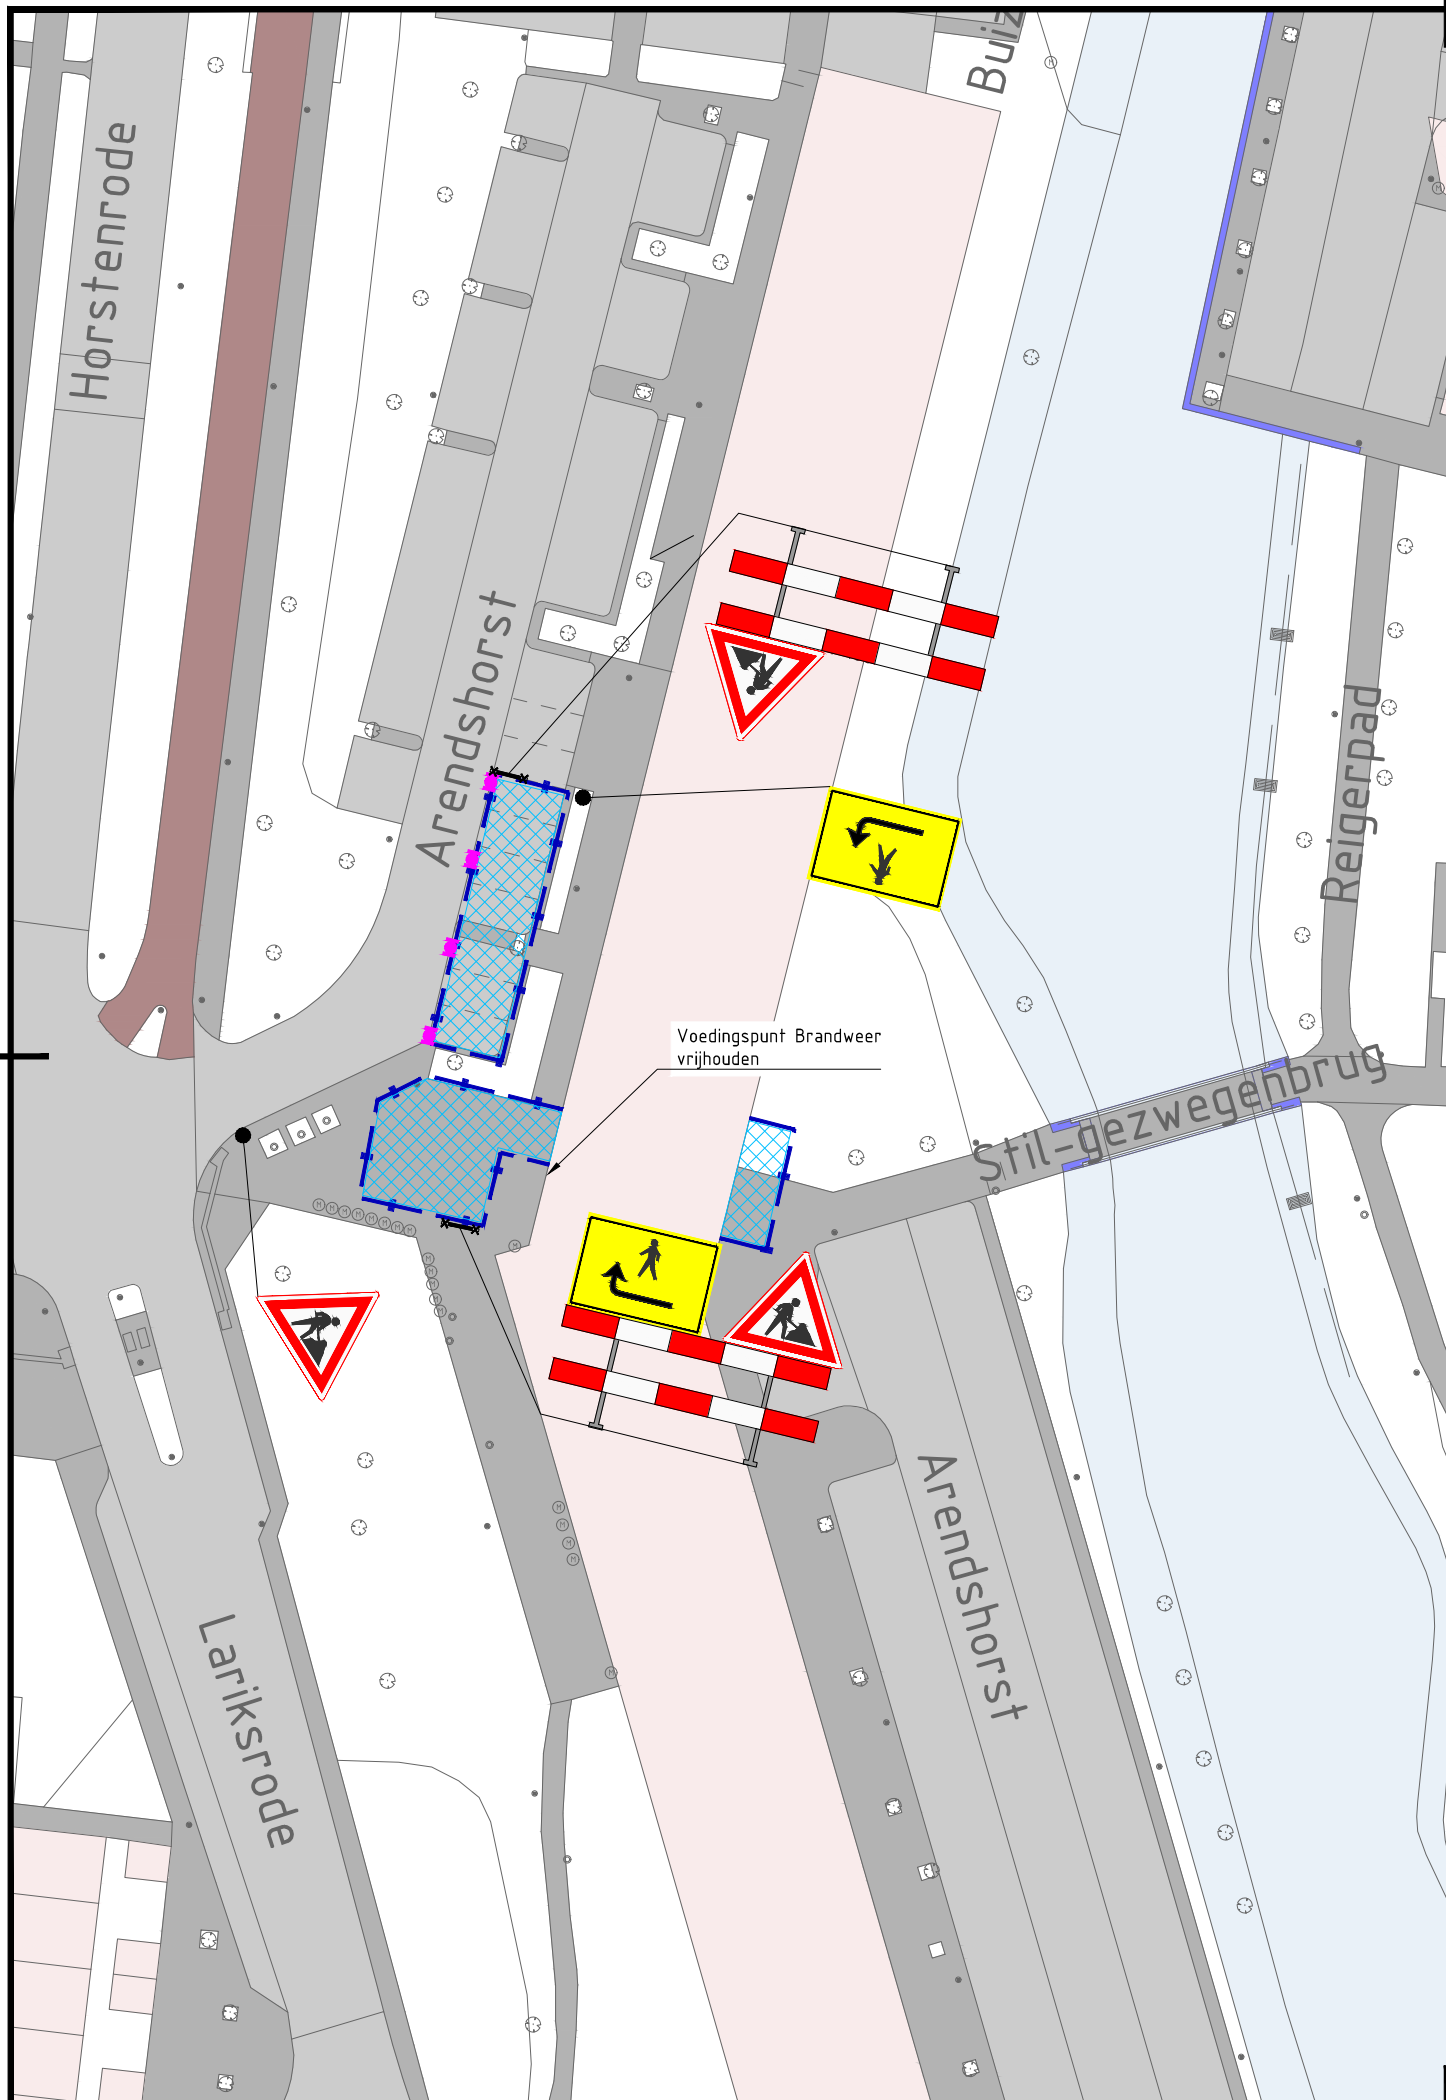 Buiz
Horstenrode
Arendshorst
Reigerpad
Voedingspunt Brandweer
vrijhouden
Stil-gezwegenbrug
Arendshorst
Lariksrode